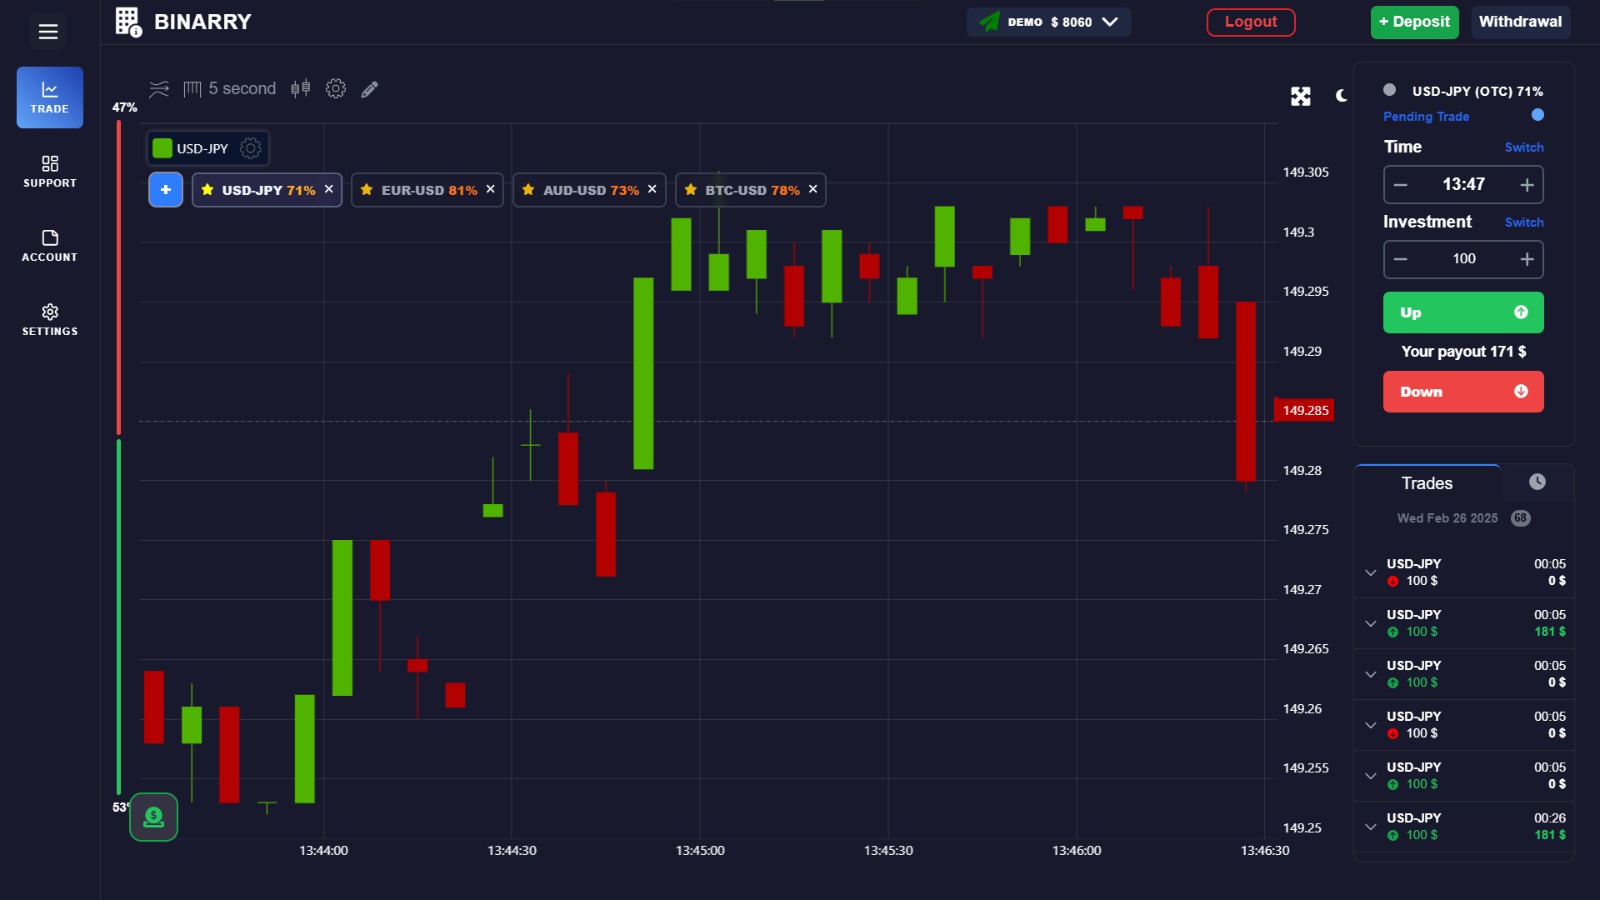 BINARRY
DEMO $ 8060
Logout
+ Deposit
Withdrawal
TRADE
SUPPORT
ACCOUNT
SETTINGS
5 second
47%
53%
USD-JPY
+ USD-JPY 71% × EUR-USD 81% × AUD-USD 73% × BTC-USD 78% ×
149.305
149.3
149.295
149.29
149.285
149.28
149.275
149.27
149.265
149.26
149.255
149.25
13:44:00 13:44:30 13:45:00 13:45:30 13:46:00 13:46:30
USD-JPY (OTC) 71%
Pending Trade
Time Switch
13:47
Investment Switch
100
Up
Your payout 171 $
Down
Trades
Wed Feb 26 2025 68
USD-JPY 00:05
100 $ 0 $
USD-JPY 00:05
100 $ 181 $
USD-JPY 00:05
100 $ 0 $
USD-JPY 00:05
100 $ 0 $
USD-JPY 00:05
100 $ 0 $
USD-JPY 00:26
100 $ 181 $